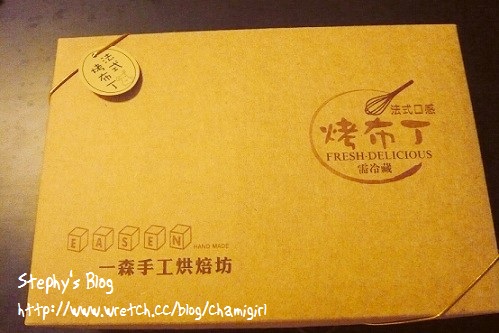 法式
烤布丁
法式口感
烤布丁
FRESH·DELICIOUS
需冷藏
EASEN HAND MADE
一森手工烘焙坊
Stephy's Blog
http://www.wretch.cc/blog/chamigirl